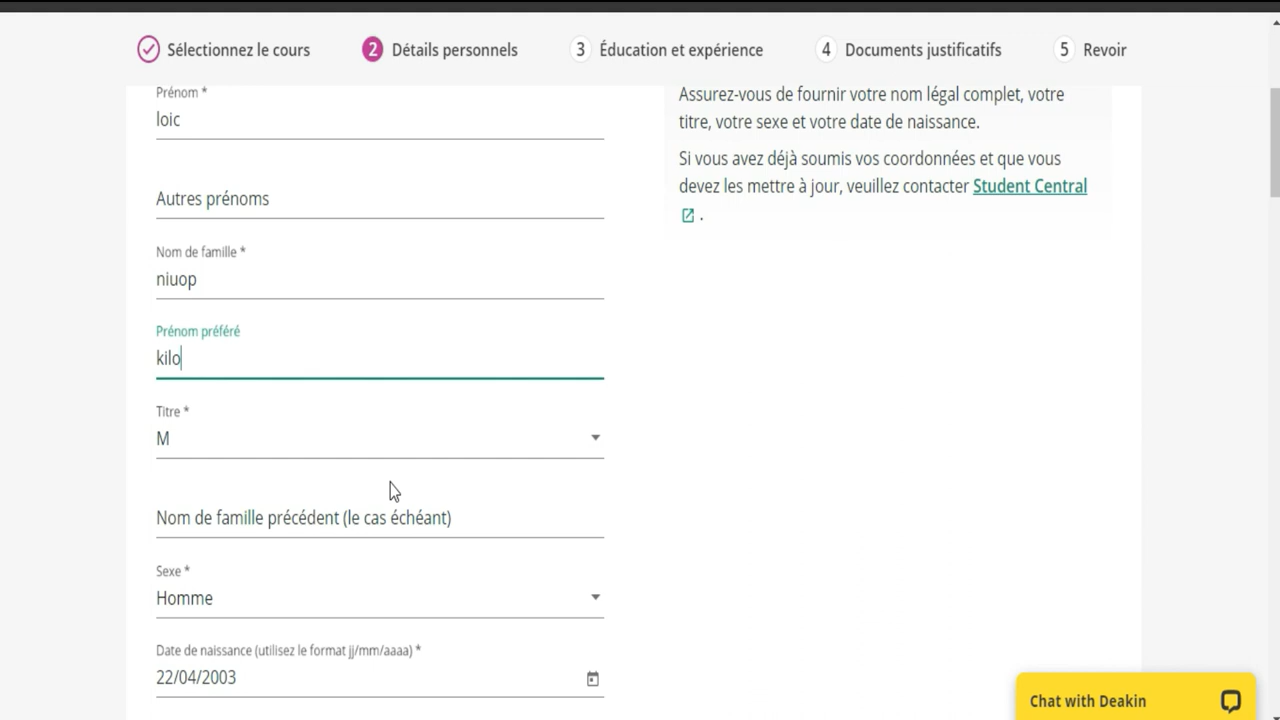 Sélectionnez le cours
2 Détails personnels
3 Éducation et expérience
4 Documents justificatifs
5 Revoir
Prénom *
loic
Autres prénoms
Nom de famille *
niuop
Prénom préféré
kilo
Titre *
M
Nom de famille précédent (le cas échéant)
Sexe *
Homme
Date de naissance (utilisez le format jj/mm/aaaa) *
22/04/2003
Assurez-vous de fournir votre nom légal complet, votre
titre, votre sexe et votre date de naissance.
Si vous avez déjà soumis vos coordonnées et que vous
devez les mettre à jour, veuillez contacter Student Central
.
Chat with Deakin